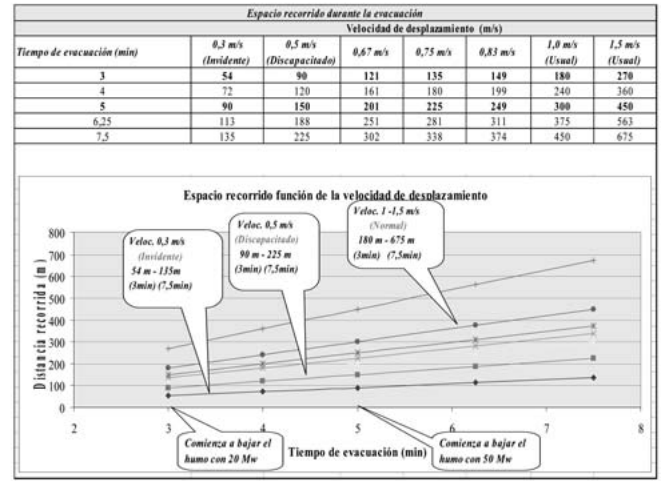 Espacio recorrido durante la evacuación
Velocidad de desplazamiento (m/s)
Tiempo de evacuación (min) 0,3 m/s (Invidente) 0,5 m/s (Discapacitado) 0,67 m/s 0,75 m/s 0,83 m/s 1,0 m/s (Usual) 1,5 m/s (Usual)
3 54 90 121 135 149 180 270
4 72 120 161 180 199 240 360
5 90 150 201 225 249 300 450
6,25 113 188 251 281 311 375 563
7,5 135 225 302 338 374 450 675
Espacio recorrido función de la velocidad de desplazamiento
Veloc. 0,3 m/s
(Invidente)
54 m - 135m
(3min) (7,5min)
Veloc. 0,5 m/s
(Discapacitado)
90 m - 225 m
(3min) (7,5min)
Veloc. 1 -1,5 m/s
(Normal)
180 m - 675 m
(3min) (7,5min)
Distancia recorrida (m)
800
700
600
500
400
300
200
100
0
2 3 4 5 6 7 8
Tiempo de evacuación (min)
Comienza a bajar el
humo con 20 Mw
Comienza a bajar el
humo con 50 Mw